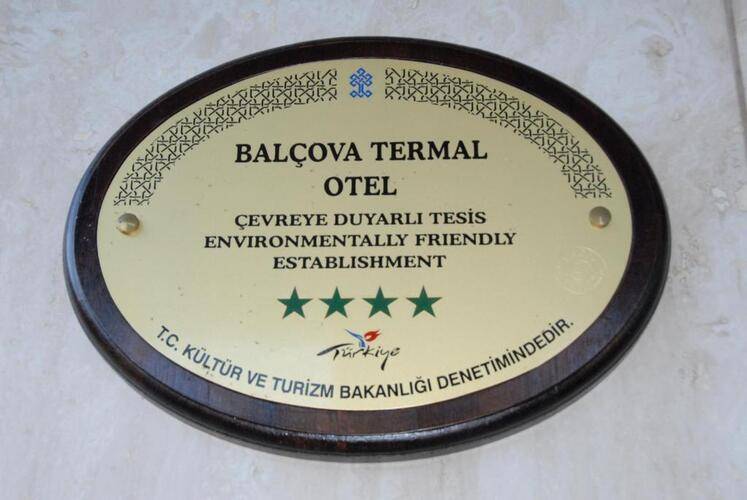 BALÇOVA TERMAL
OTEL
ÇEVREYE DUYARLI TESİS
ENVIRONMENTALLY FRIENDLY
ESTABLISHMENT
Türkiye
T.C. KÜLTÜR VE TURİZM BAKANLIĞI DENETİMİNDEDİR.